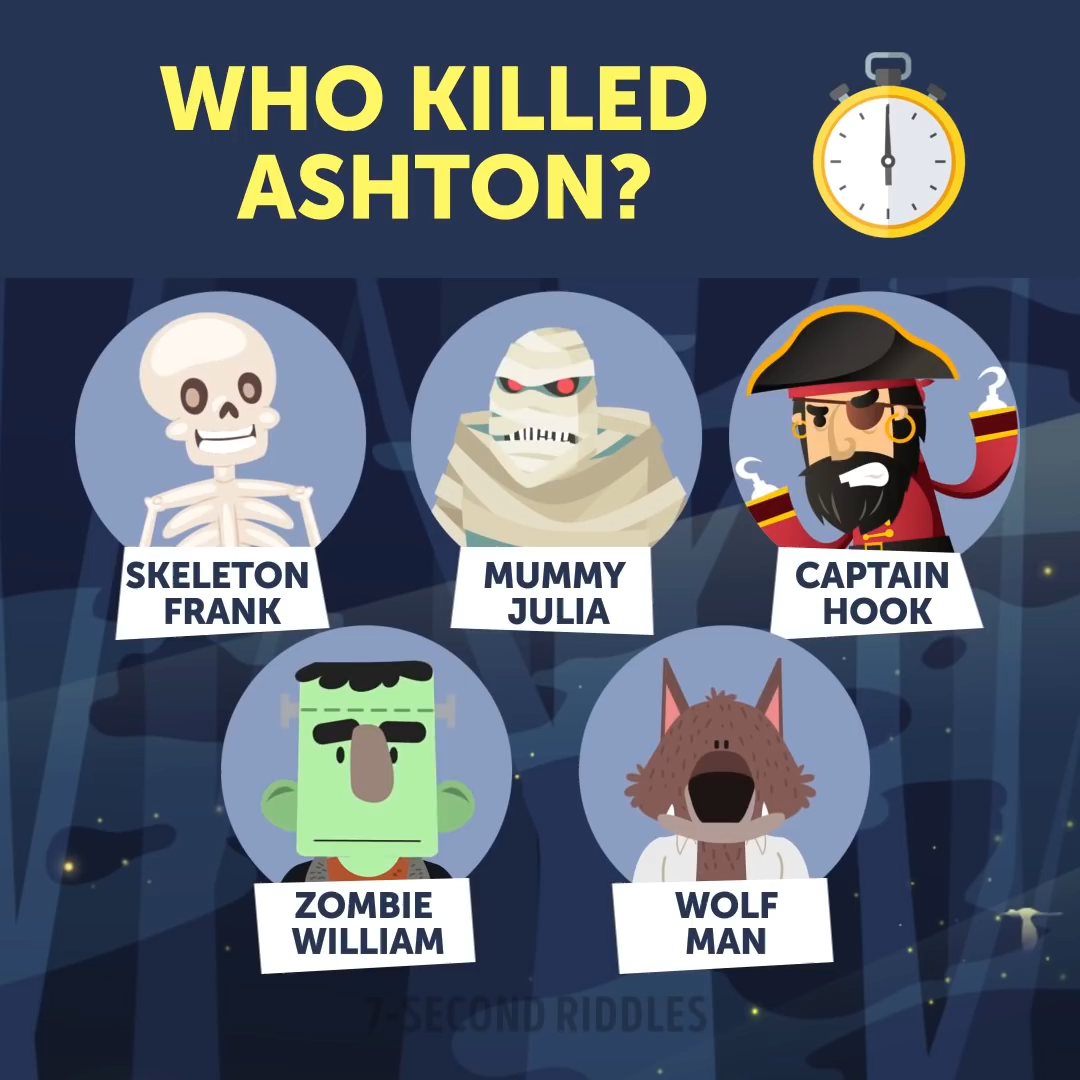 WHO KILLED
ASHTON?
SKELETON
FRANK
MUMMY
JULIA
CAPTAIN
HOOK
ZOMBIE
WILLIAM
WOLF
MAN
7-SECOND RIDDLES